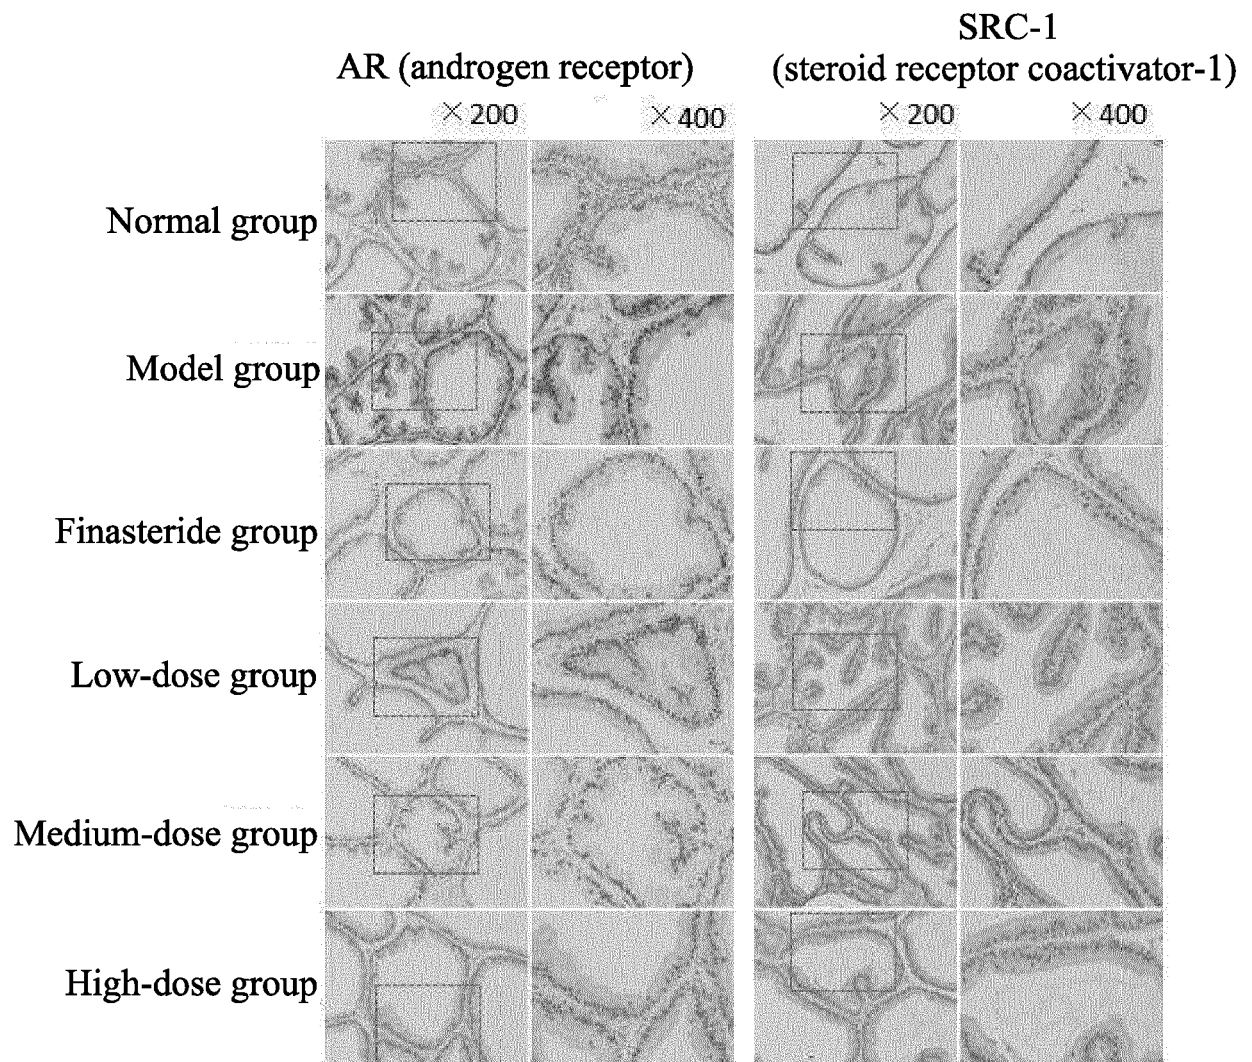 SRC-1
AR (androgen receptor) (steroid receptor coactivator-1)
×200 ×400 ×200 ×400
Normal group
Model group
Finasteride group
Low-dose group
Medium-dose group
High-dose group